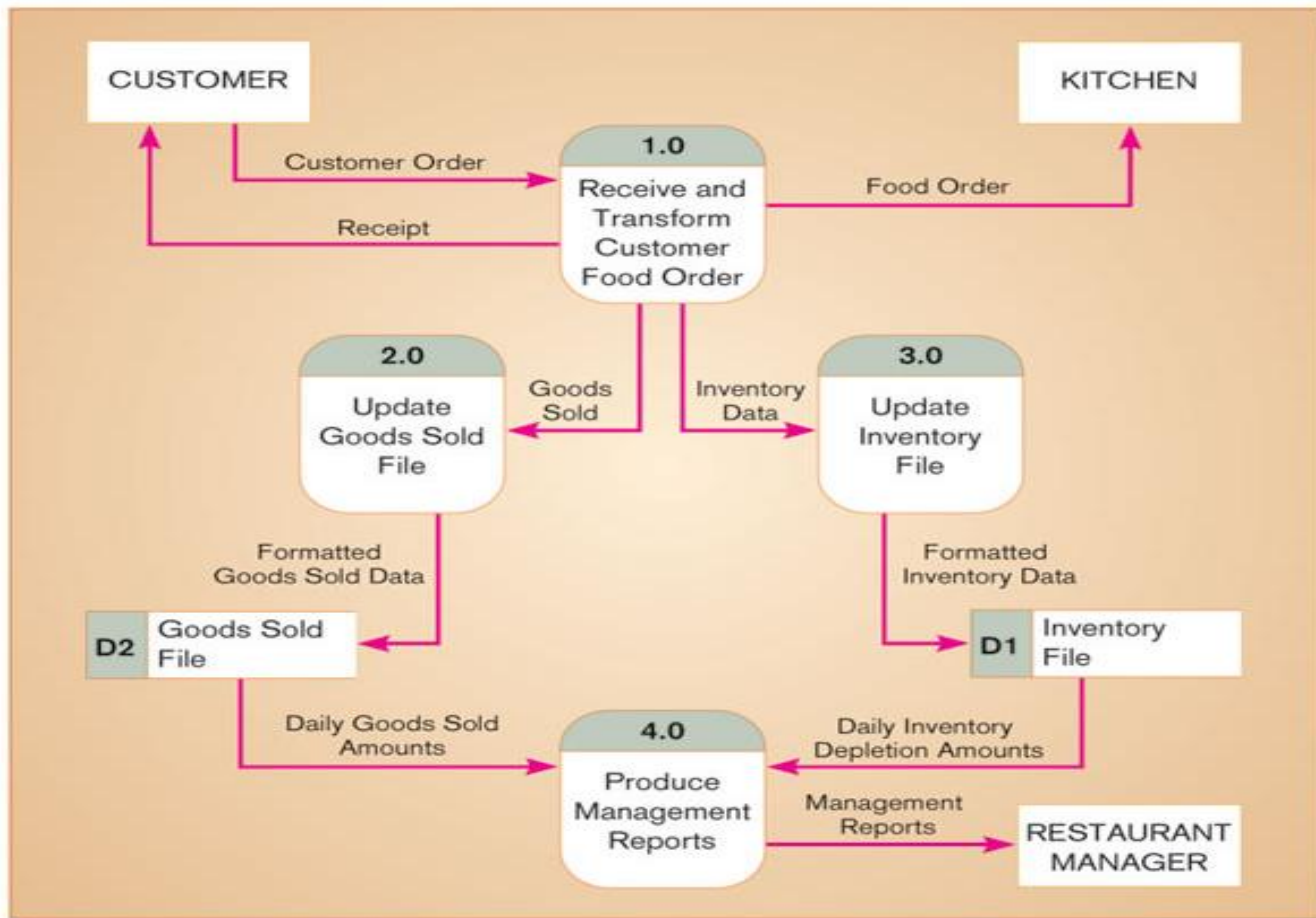 CUSTOMER
KITCHEN
1.0
Receive and
Transform
Customer
Food Order
Customer Order
Receipt
Food Order
2.0
Update
Goods Sold
File
Goods
Sold
Inventory
Data
3.0
Update
Inventory
File
Formatted
Goods Sold Data
Formatted
Inventory Data
D2
Goods Sold
File
D1
Inventory
File
Daily Goods Sold
Amounts
4.0
Produce
Management
Reports
Daily Inventory
Depletion Amounts
Management
Reports
RESTAURANT
MANAGER